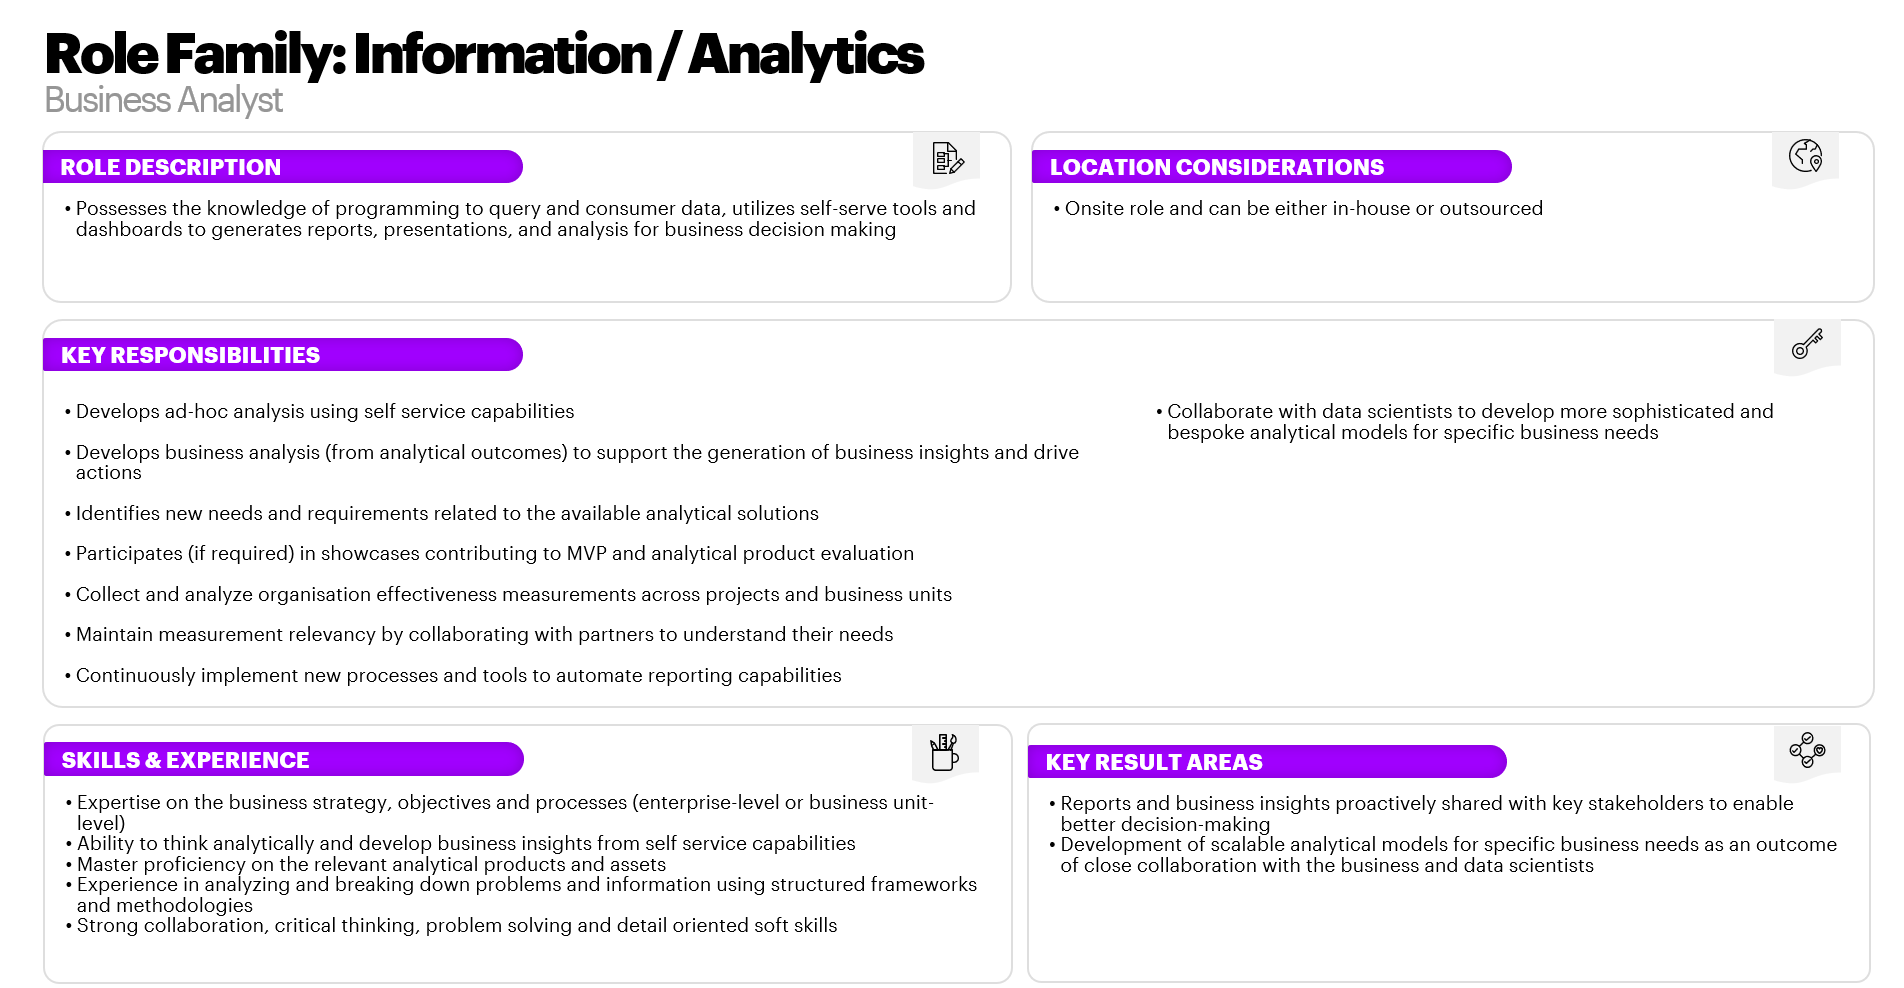 Role Family: Information / Analytics
Business Analyst
ROLE DESCRIPTION
• Possesses the knowledge of programming to query and consumer data, utilizes self-serve tools and
dashboards to generates reports, presentations, and analysis for business decision making
LOCATION CONSIDERATIONS
• Onsite role and can be either in-house or outsourced
KEY RESPONSIBILITIES
• Develops ad-hoc analysis using self service capabilities
• Develops business analysis (from analytical outcomes) to support the generation of business insights and drive
actions
• Identifies new needs and requirements related to the available analytical solutions
• Participates (if required) in showcases contributing to MVP and analytical product evaluation
• Collect and analyze organisation effectiveness measurements across projects and business units
• Maintain measurement relevancy by collaborating with partners to understand their needs
• Continuously implement new processes and tools to automate reporting capabilities
• Collaborate with data scientists to develop more sophisticated and
bespoke analytical models for specific business needs
SKILLS & EXPERIENCE
• Expertise on the business strategy, objectives and processes (enterprise-level or business unit-
level)
• Ability to think analytically and develop business insights from self service capabilities
• Master proficiency on the relevant analytical products and assets
• Experience in analyzing and breaking down problems and information using structured frameworks
and methodologies
• Strong collaboration, critical thinking, problem solving and detail oriented soft skills
KEY RESULT AREAS
• Reports and business insights proactively shared with key stakeholders to enable
better decision-making
• Development of scalable analytical models for specific business needs as an outcome
of close collaboration with the business and data scientists